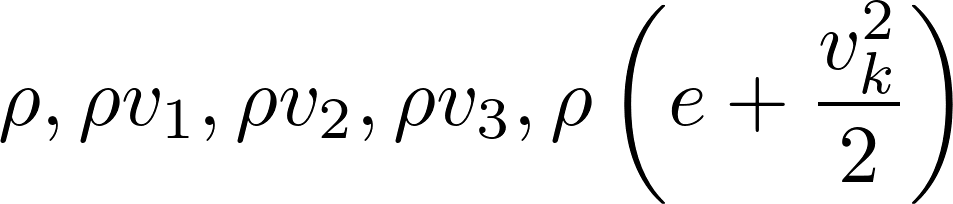 ρ, ρv₁, ρv₂, ρv₃, ρ(e + v_k²/2)